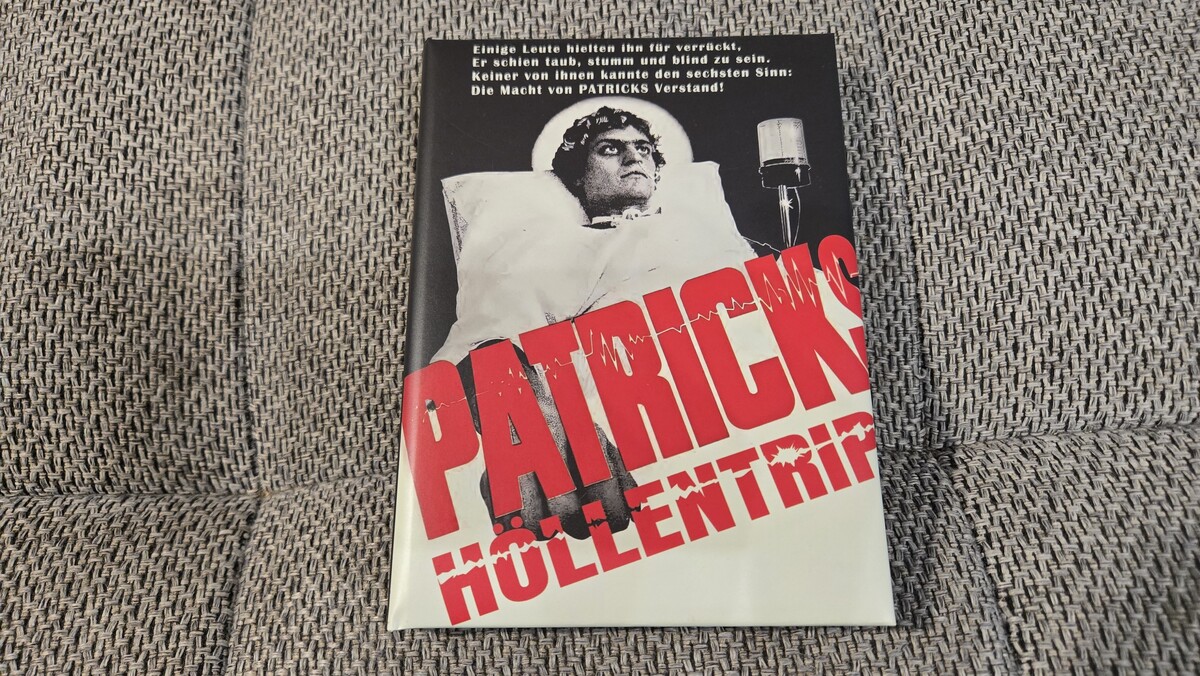 Einige Leute hielten ihn für verrückt,
Er schien taub, stumm und blind zu sein.
Keiner von ihnen kannte den sechsten Sinn:
Die Macht von PATRICKS Verstand!
PATRiCKS
HÖLLENTRiP